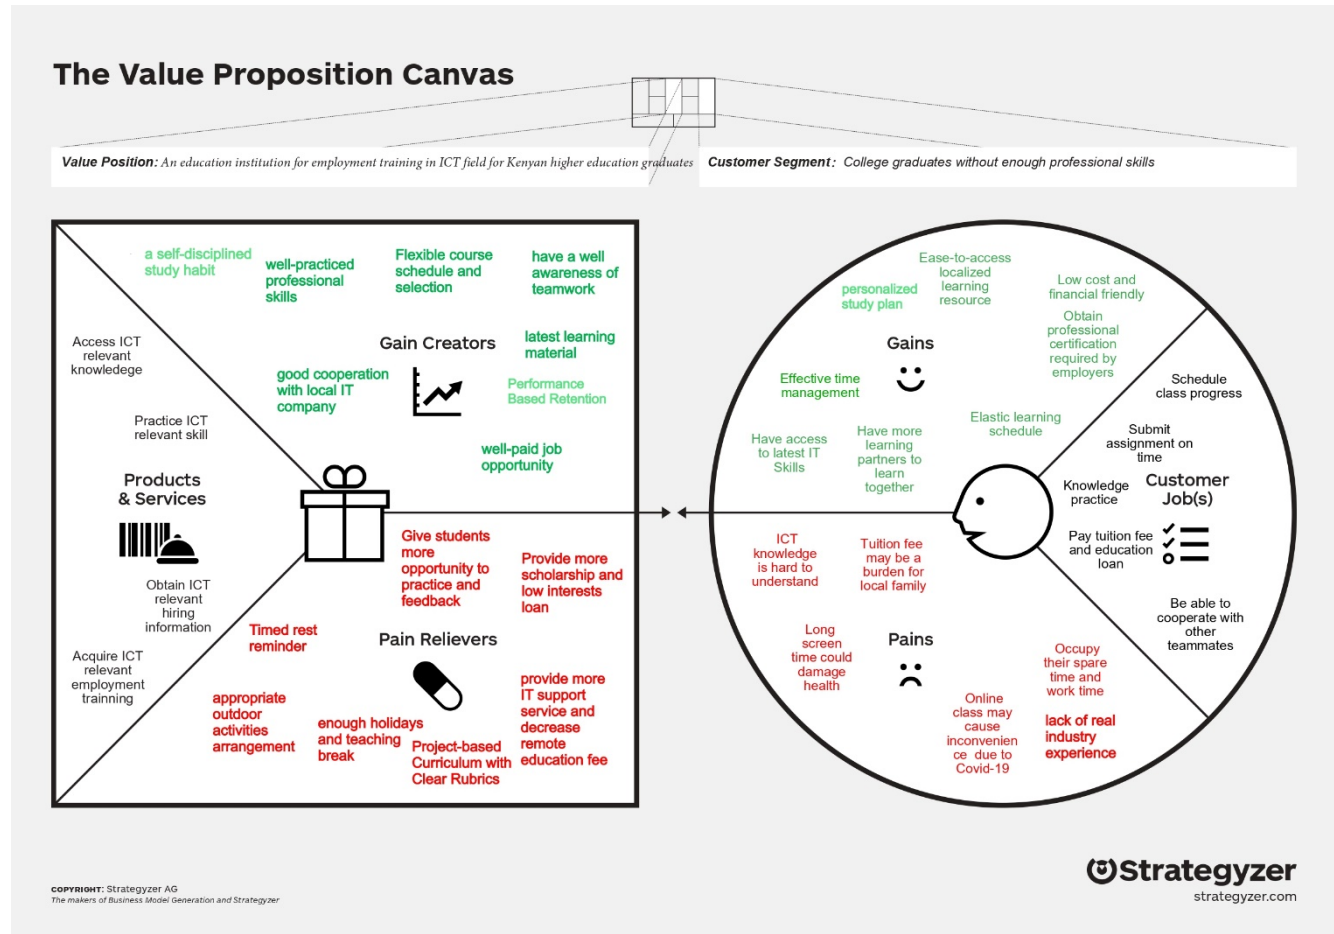 The Value Proposition Canvas
Value Position: An education institution for employment training in ICT field for Kenyan higher education graduates
Customer Segment: College graduates without enough professional skills
a self-disciplined
study habit
well-practiced
professional
skills
Flexible course
schedule and
selection
have a well
awareness of
teamwork
Gain Creators
latest learning
material
good cooperation
with local IT
company
Performance
Based Retention
well-paid job
opportunity
Access ICT
relevant
knowledege
Practice ICT
relevant skill
Products
& Services
Obtain ICT
relevant
hiring
information
Acquire ICT
relevant
employment
trainning
Give students
more
opportunity to
practice and
feedback
Provide more
scholarship and
low interests
loan
Timed rest
reminder
Pain Relievers
appropriate
outdoor
activities
arrangement
enough holidays
and teaching
break
Project-based
Curriculum with
Clear Rubrics
provide more
IT support
service and
decrease
remote
education fee
Ease-to-access
localized
learning
resource
personalized
study plan
Low cost and
financial friendly
Obtain
professional
certification
required by
employers
Gains
Effective time
management
Elastic learning
schedule
Have access
to latest IT
Skills
Have more
learning
partners to
learn
together
Schedule
class progress
Submit
assignment on
time
Knowledge
practice
Customer
Job(s)
Pay tuition fee
and education
loan
Be able to
cooperate with
other
teammates
ICT
knowledge
is hard to
understand
Tuition fee
may be a
burden for
local family
Long
screen
time could
damage
health
Pains
Occupy
their spare
time and
work time
Online
class may
cause
inconvenien
ce due to
Covid-19
lack of real
industry
experience
COPYRIGHT: Strategyzer AG
The makers of Business Model Generation and Strategyzer
Strategyzer
strategyzer.com